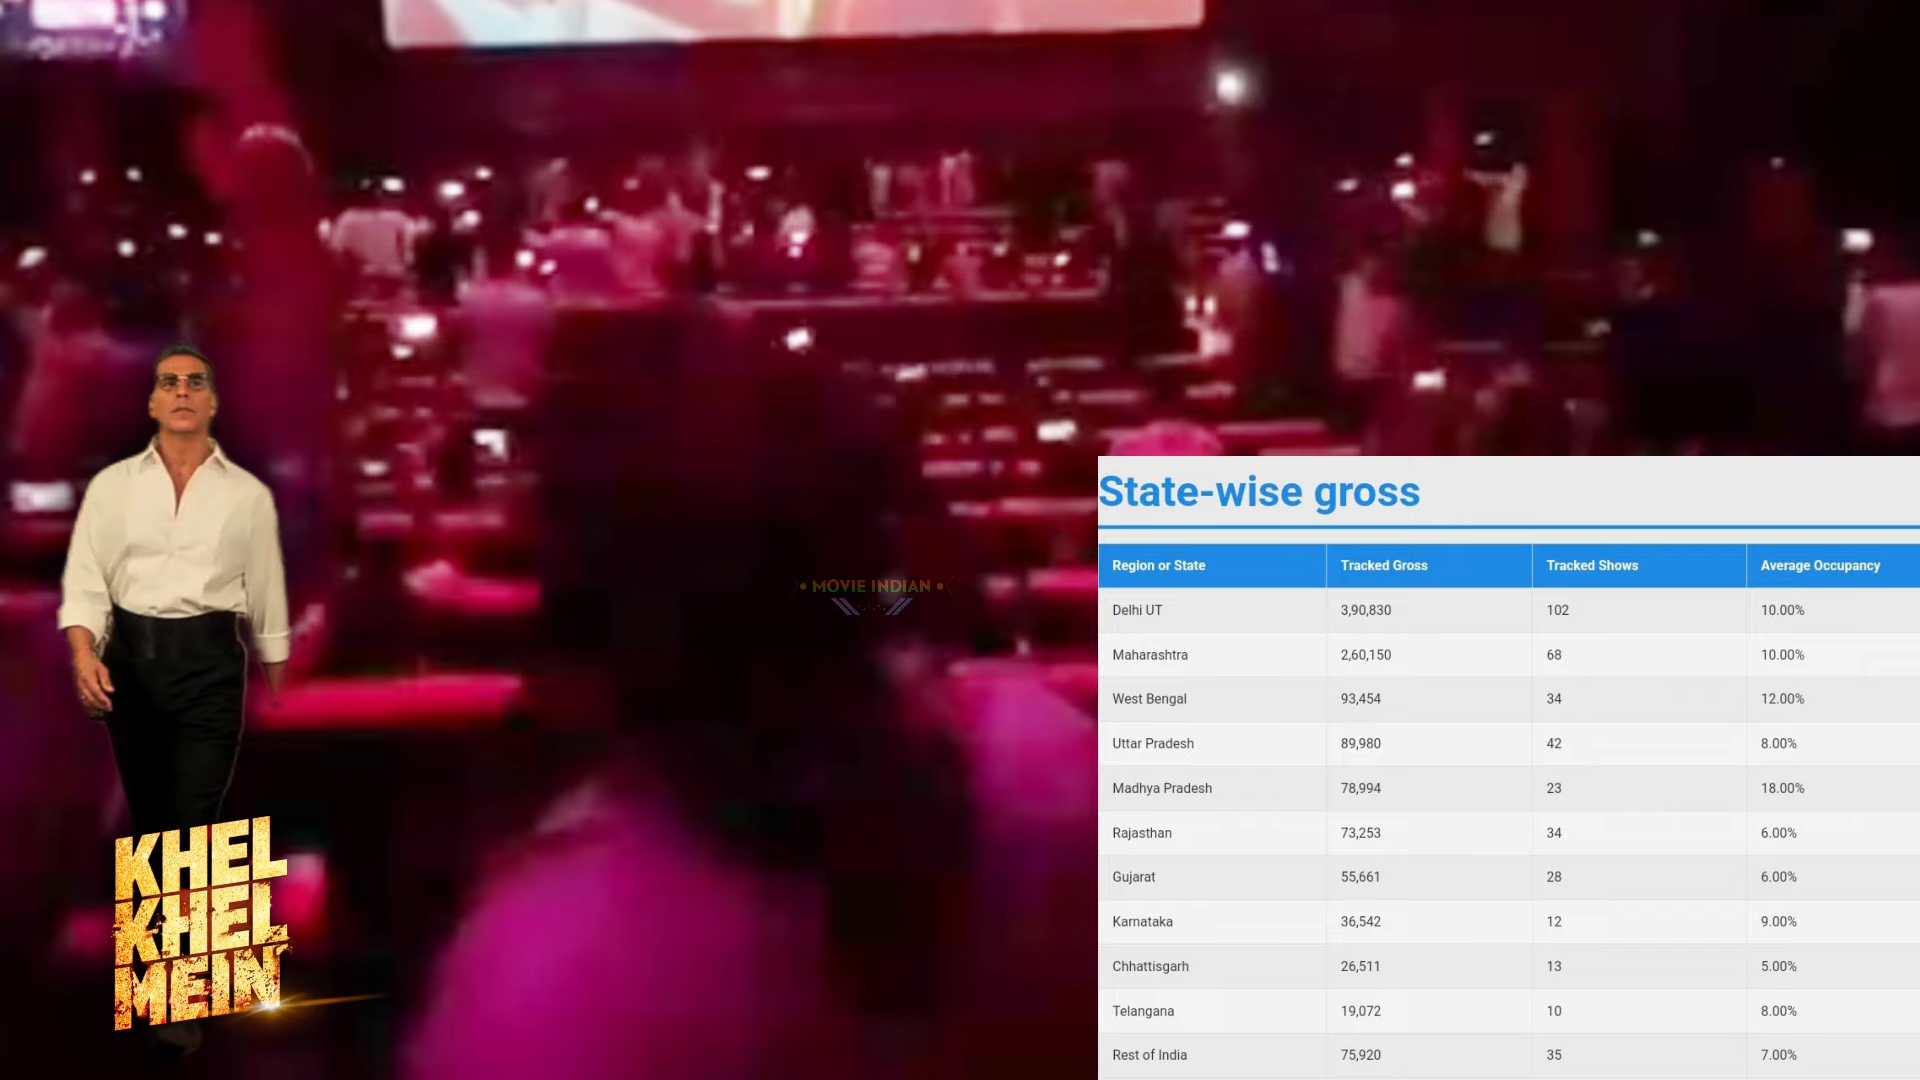 State-wise gross
Region or State Tracked Gross Tracked Shows Average Occupancy
Delhi UT 3,90,830 102 10.00%
Maharashtra 2,60,150 68 10.00%
MOVIE INDIAN
West Bengal 93,454 34 12.00%
Uttar Pradesh 89,980 42 8.00%
Madhya Pradesh 78,994 23 18.00%
Rajasthan 73,253 34 6.00%
Gujarat 55,661 28 6.00%
Karnataka 36,542 12 9.00%
Chhattisgarh 26,511 13 5.00%
Telangana 19,072 10 8.00%
Rest of India 75,920 35 7.00%
KHEL
KHEL
MEIN